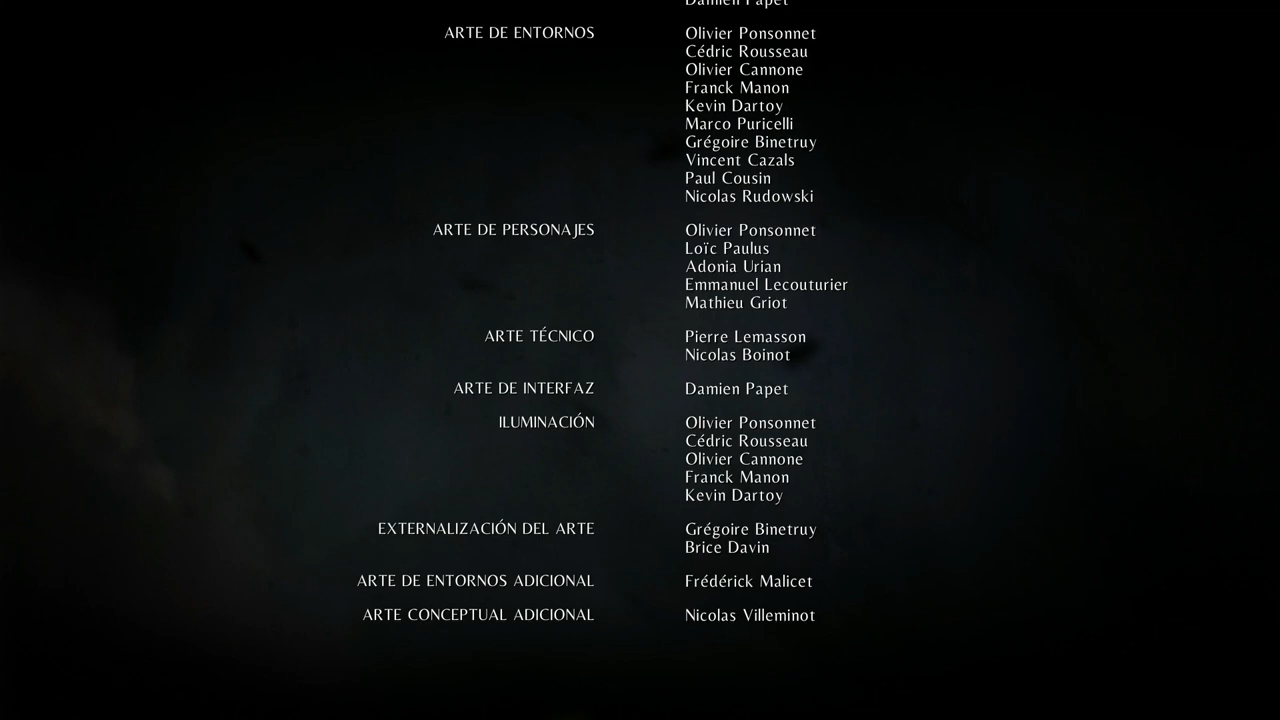 Damien Papet
ARTE DE ENTORNOS Olivier Ponsonnet
Cédric Rousseau
Olivier Cannone
Franck Manon
Kevin Dartoy
Marco Puricelli
Grégoire Binetruy
Vincent Cazals
Paul Cousin
Nicolas Rudowski
ARTE DE PERSONAJES Olivier Ponsonnet
Loïc Paulus
Adonia Urian
Emmanuel Lecouturier
Mathieu Griot
ARTE TÉCNICO Pierre Lemasson
Nicolas Boinot
ARTE DE INTERFAZ Damien Papet
ILUMINACIÓN Olivier Ponsonnet
Cédric Rousseau
Olivier Cannone
Franck Manon
Kevin Dartoy
EXTERNALIZACIÓN DEL ARTE Grégoire Binetruy
Brice Davin
ARTE DE ENTORNOS ADICIONAL Frédérick Malicet
ARTE CONCEPTUAL ADICIONAL Nicolas Villeminot